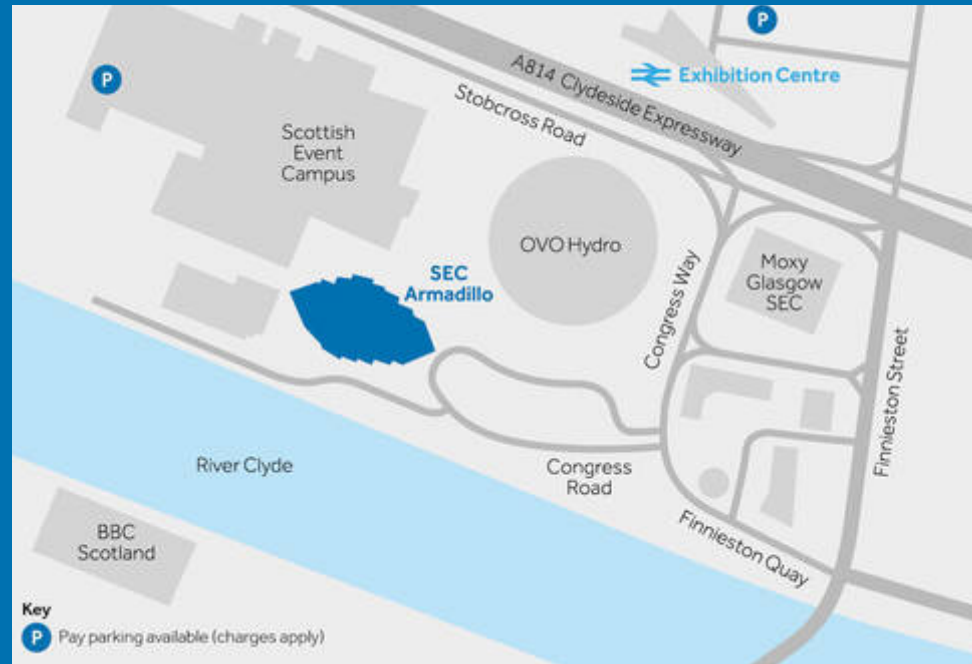 P
A814 Clydeside Expressway
Exhibition Centre
P
Stobcross Road
Scottish
Event
Campus
OVO Hydro
Moxy
Glasgow
SEC
SEC
Armadillo
Congress Way
Finnieston Street
River Clyde
Congress
Road
Finnieston Quay
BBC
Scotland
Key
P Pay parking available (charges apply)